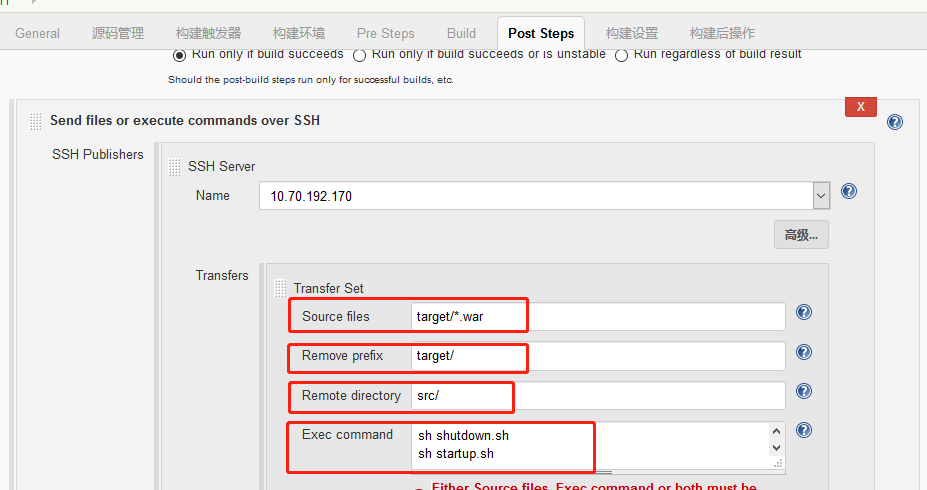 General 源码管理 构建触发器 构建环境 Pre Steps Build Post Steps 构建设置 构建后操作
Run only if build succeeds Run only if build succeeds or is unstable Run regardless of build result
Should the post-build steps run only for successful builds, etc.
X
Send files or execute commands over SSH
SSH Publishers
SSH Server
Name 10.70.192.170
高级...
Transfers
Transfer Set
Source files target/*.war
Remove prefix target/
Remote directory src/
Exec command sh shutdown.sh
sh startup.sh
Either Source files, Exec command or both must be